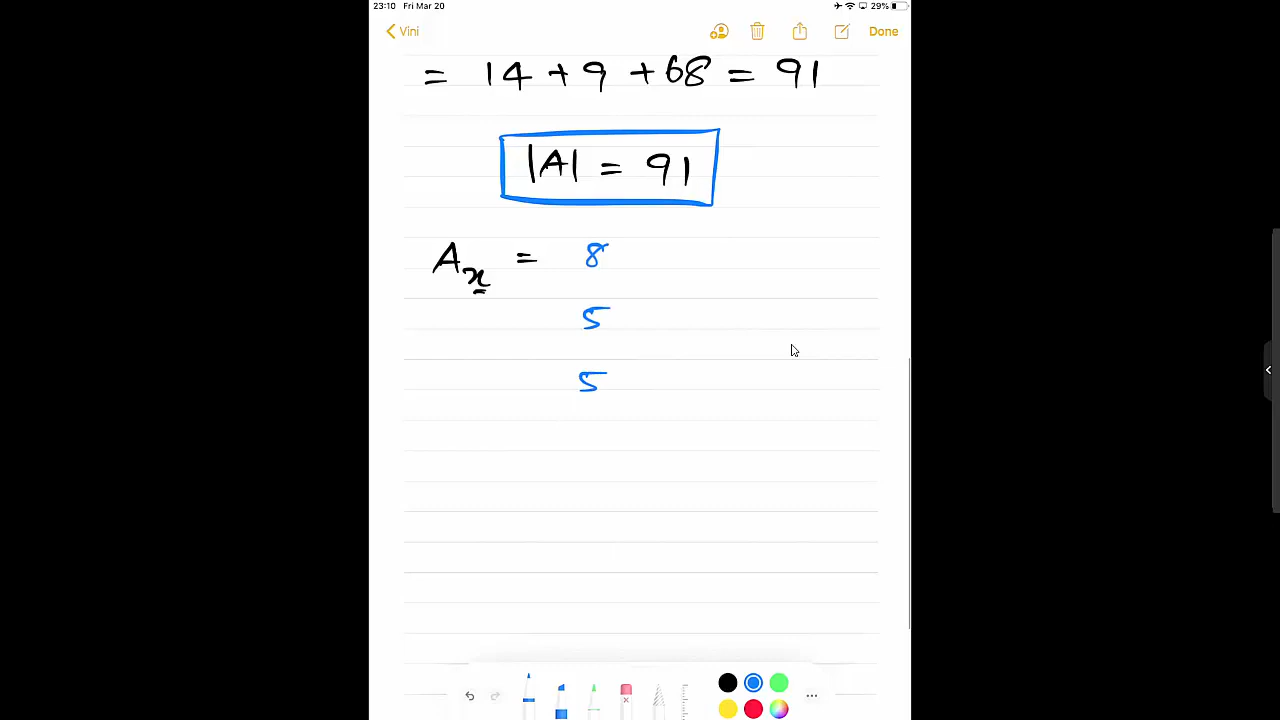 23:10 Fri Mar 20
29%
Vini
Done
= 14 + 9 + 68 = 91
|A| = 91
Ax = 8
5
5